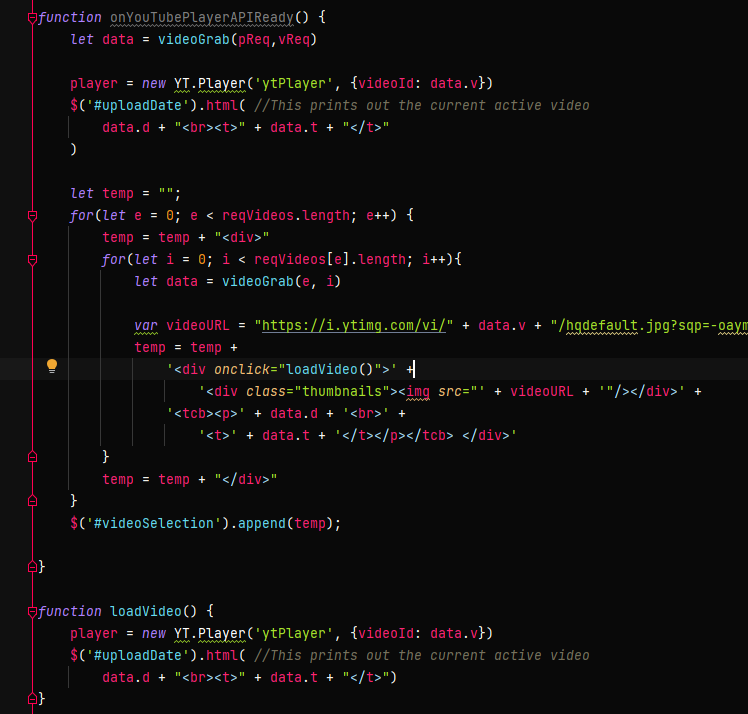 function onYouTubePlayerAPIReady() {
let data = videoGrab(pReq,vReq)
player = new YT.Player('ytPlayer', {videoId: data.v})
$('#uploadDate').html( //This prints out the current active video
data.d + "<br><t>" + data.t + "</t>"
)
let temp = "";
for(let e = 0; e < reqVideos.length; e++) {
temp = temp + "<div>"
for(let i = 0; i < reqVideos[e].length; i++){
let data = videoGrab(e, i)
var videoURL = "https://i.ytimg.com/vi/" + data.v + "/hqdefault.jpg?sqp=-oaym
temp = temp +
'<div onclick="loadVideo()">' +
'<div class="thumbnails"><img src="' + videoURL + '"/></div>' +
'<tcb><p>' + data.d + '<br>' +
'<t>' + data.t + '</t></p></tcb> </div>'
}
temp = temp + "</div>"
}
$('#videoSelection').append(temp);
}
function loadVideo() {
player = new YT.Player('ytPlayer', {videoId: data.v})
$('#uploadDate').html( //This prints out the current active video
data.d + "<br><t>" + data.t + "</t>")
}